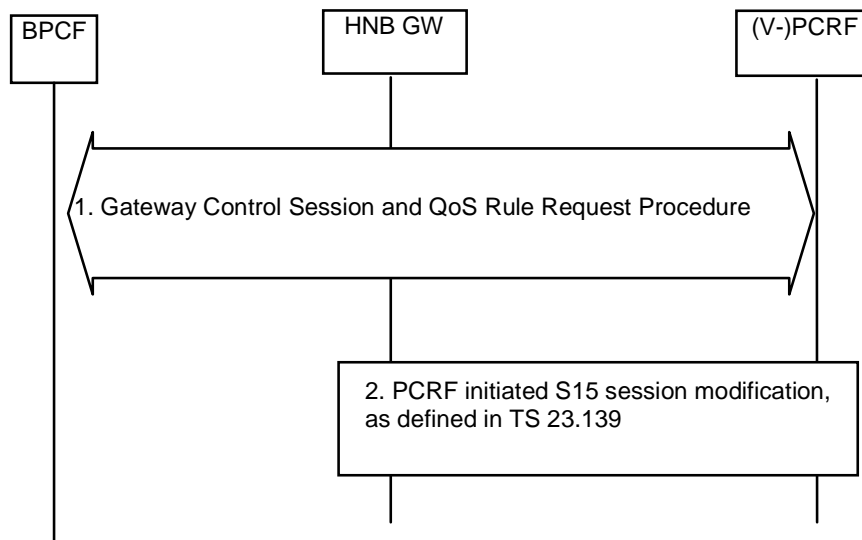 BPCF
HNB GW
(V-)PCRF
1. Gateway Control Session and QoS Rule Request Procedure
2. PCRF initiated S15 session modification,
as defined in TS 23.139